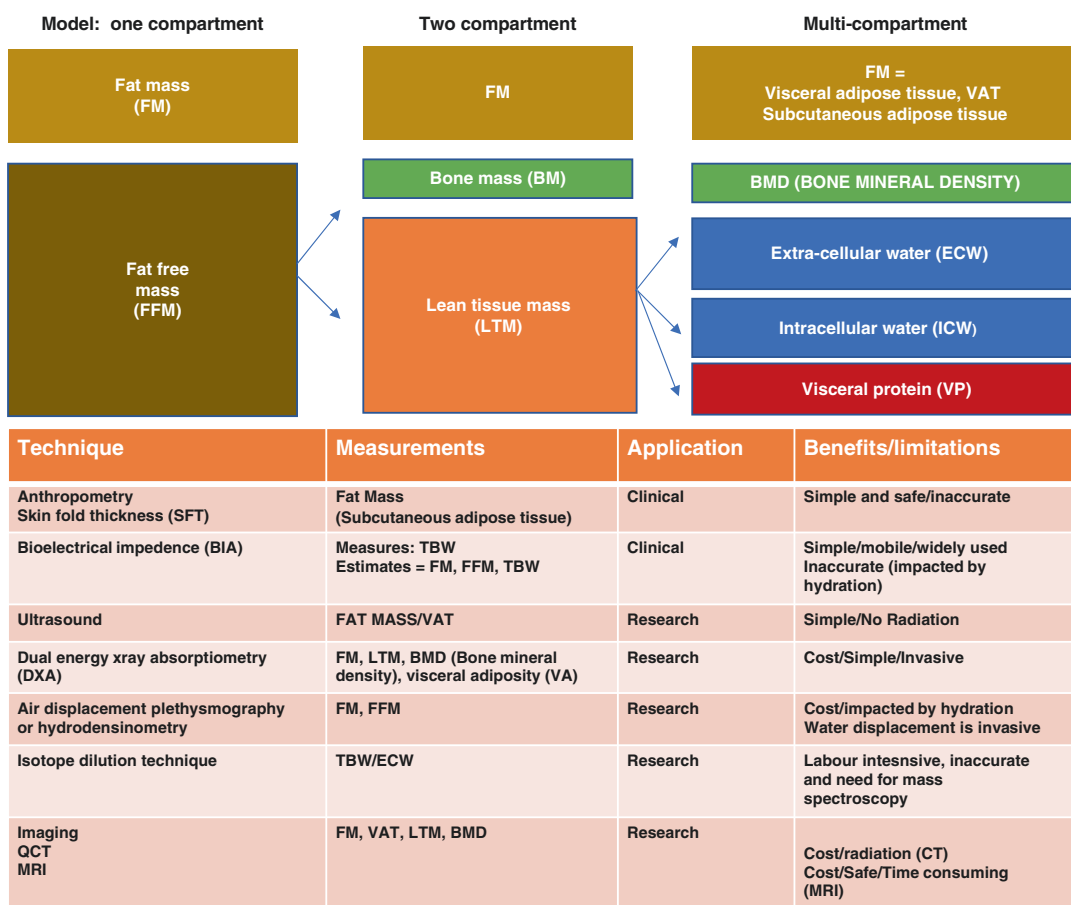 Model: one compartment
Two compartment
Multi-compartment
Fat mass
(FM)
FM
FM =
Visceral adipose tissue, VAT
Subcutaneous adipose tissue
Fat free
mass
(FFM)
Bone mass (BM)
Lean tissue mass
(LTM)
BMD (BONE MINERAL DENSITY)
Extra-cellular water (ECW)
Intracellular water (ICW)
Visceral protein (VP)
Technique
Measurements
Application
Benefits/limitations
Anthropometry
Skin fold thickness (SFT)
Fat Mass
(Subcutaneous adipose tissue)
Clinical
Simple and safe/inaccurate
Bioelectrical impedence (BIA)
Measures: TBW
Estimates = FM, FFM, TBW
Clinical
Simple/mobile/widely used
Inaccurate (impacted by
hydration)
Ultrasound
FAT MASS/VAT
Research
Simple/No Radiation
Dual energy xray absorptiometry
(DXA)
FM, LTM, BMD (Bone mineral
density), visceral adiposity (VA)
Research
Cost/Simple/Invasive
Air displacement plethysmography
or hydrodensinometry
FM, FFM
Research
Cost/impacted by hydration
Water displacement is invasive
Isotope dilution technique
TBW/ECW
Research
Labour intesnsive, inaccurate
and need for mass
spectroscopy
Imaging
QCT
MRI
FM, VAT, LTM, BMD
Research
Cost/radiation (CT)
Cost/Safe/Time consuming
(MRI)